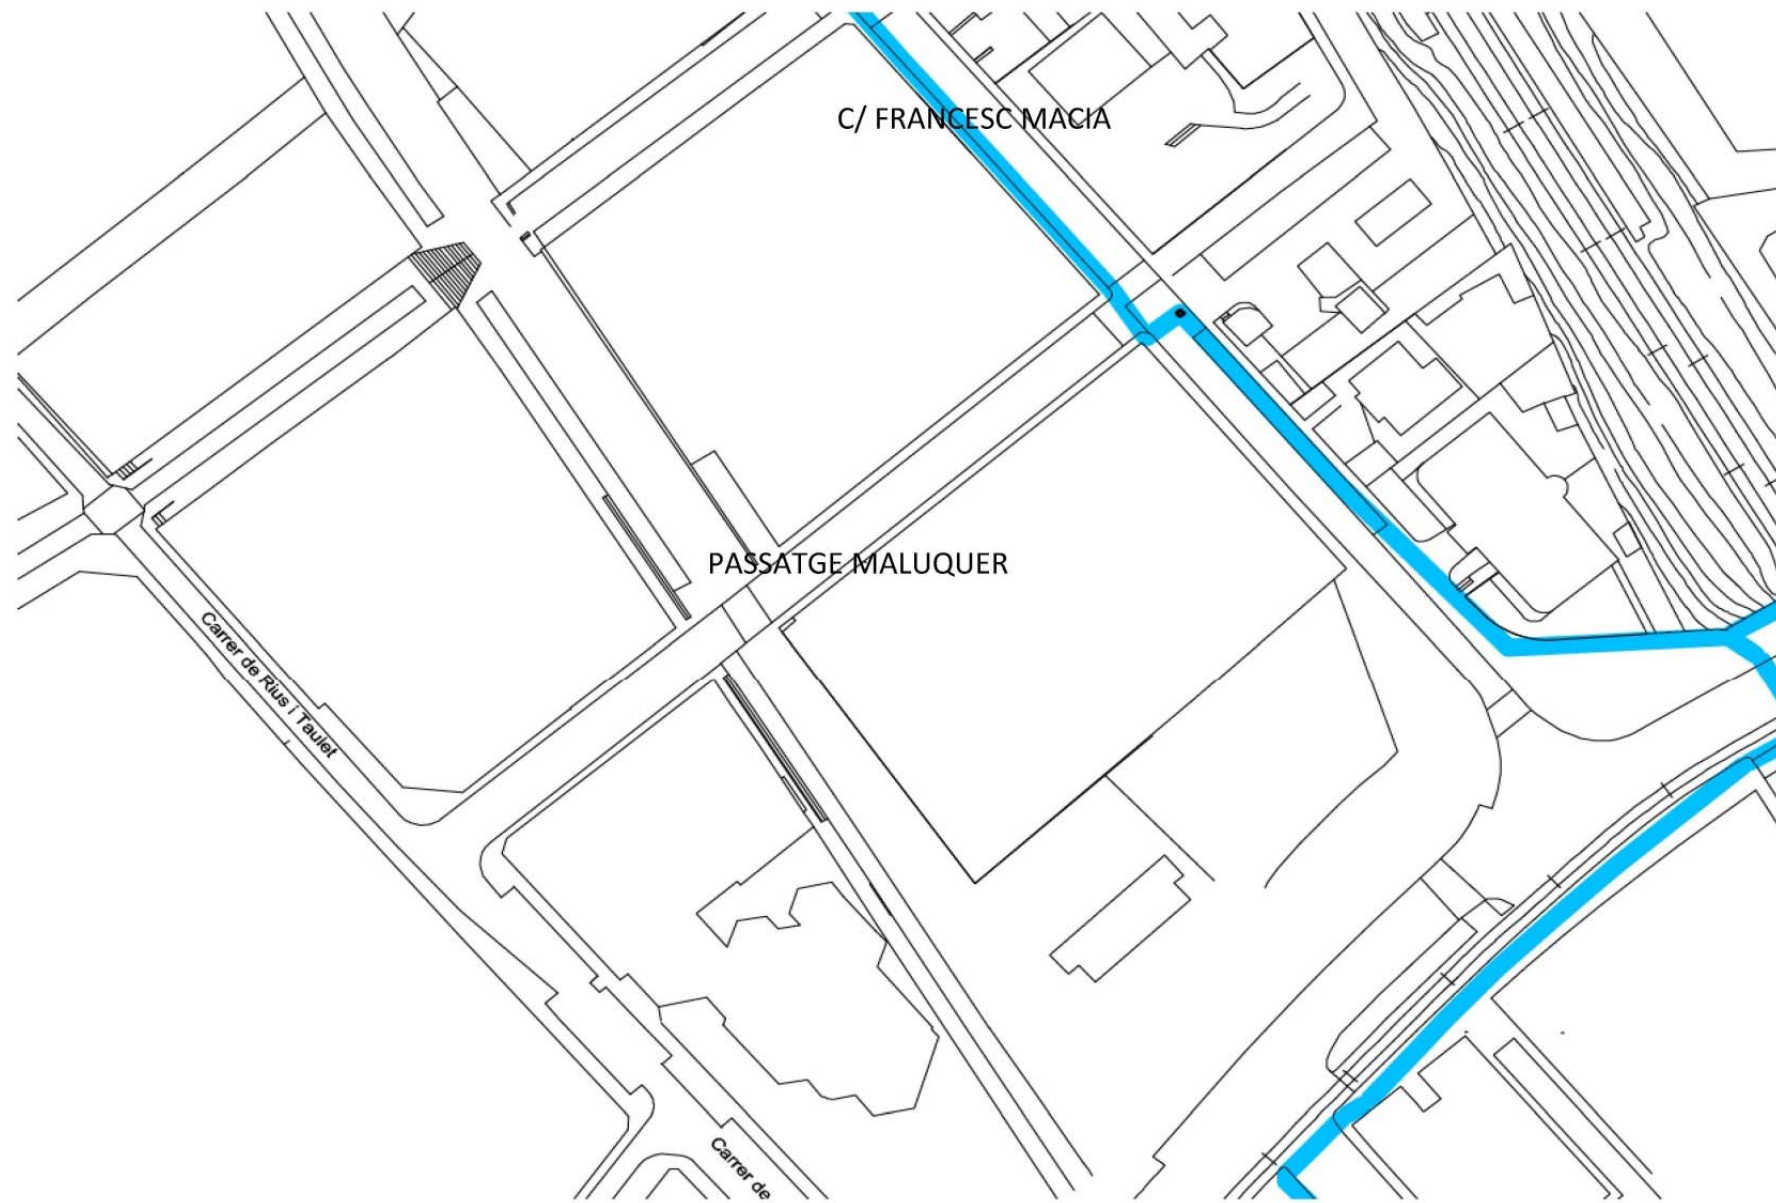 C/ FRANCESC MACIA
PASSATGE MALUQUER
Carrer de Rius i Taulet
Carrer de